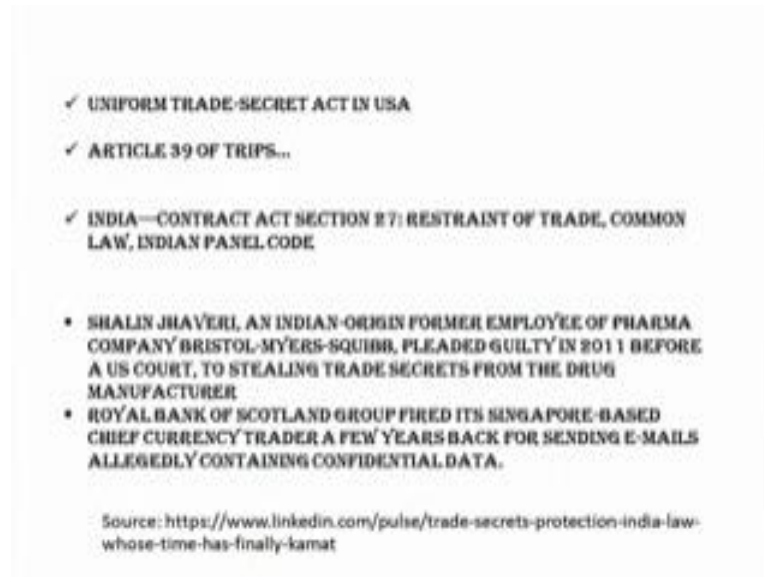 ✓ UNIFORM TRADE-SECRET ACT IN USA
✓ ARTICLE 39 OF TRIPS...
✓ INDIA—CONTRACT ACT SECTION 27: RESTRAINT OF TRADE, COMMON
LAW, INDIAN PANEL CODE
• SHALIN JHAVERI, AN INDIAN-ORIGIN FORMER EMPLOYEE OF PHARMA
COMPANY BRISTOL-MYERS-SQUIBB, PLEADED GUILTY IN 2011 BEFORE
A US COURT, TO STEALING TRADE SECRETS FROM THE DRUG
MANUFACTURER
• ROYAL BANK OF SCOTLAND GROUP FIRED ITS SINGAPORE-BASED
CHIEF CURRENCY TRADER A FEW YEARS BACK FOR SENDING E-MAILS
ALLEGEDLY CONTAINING CONFIDENTIAL DATA.
Source: https://www.linkedin.com/pulse/trade-secrets-protection-india-law-
whose-time-has-finally-kamat